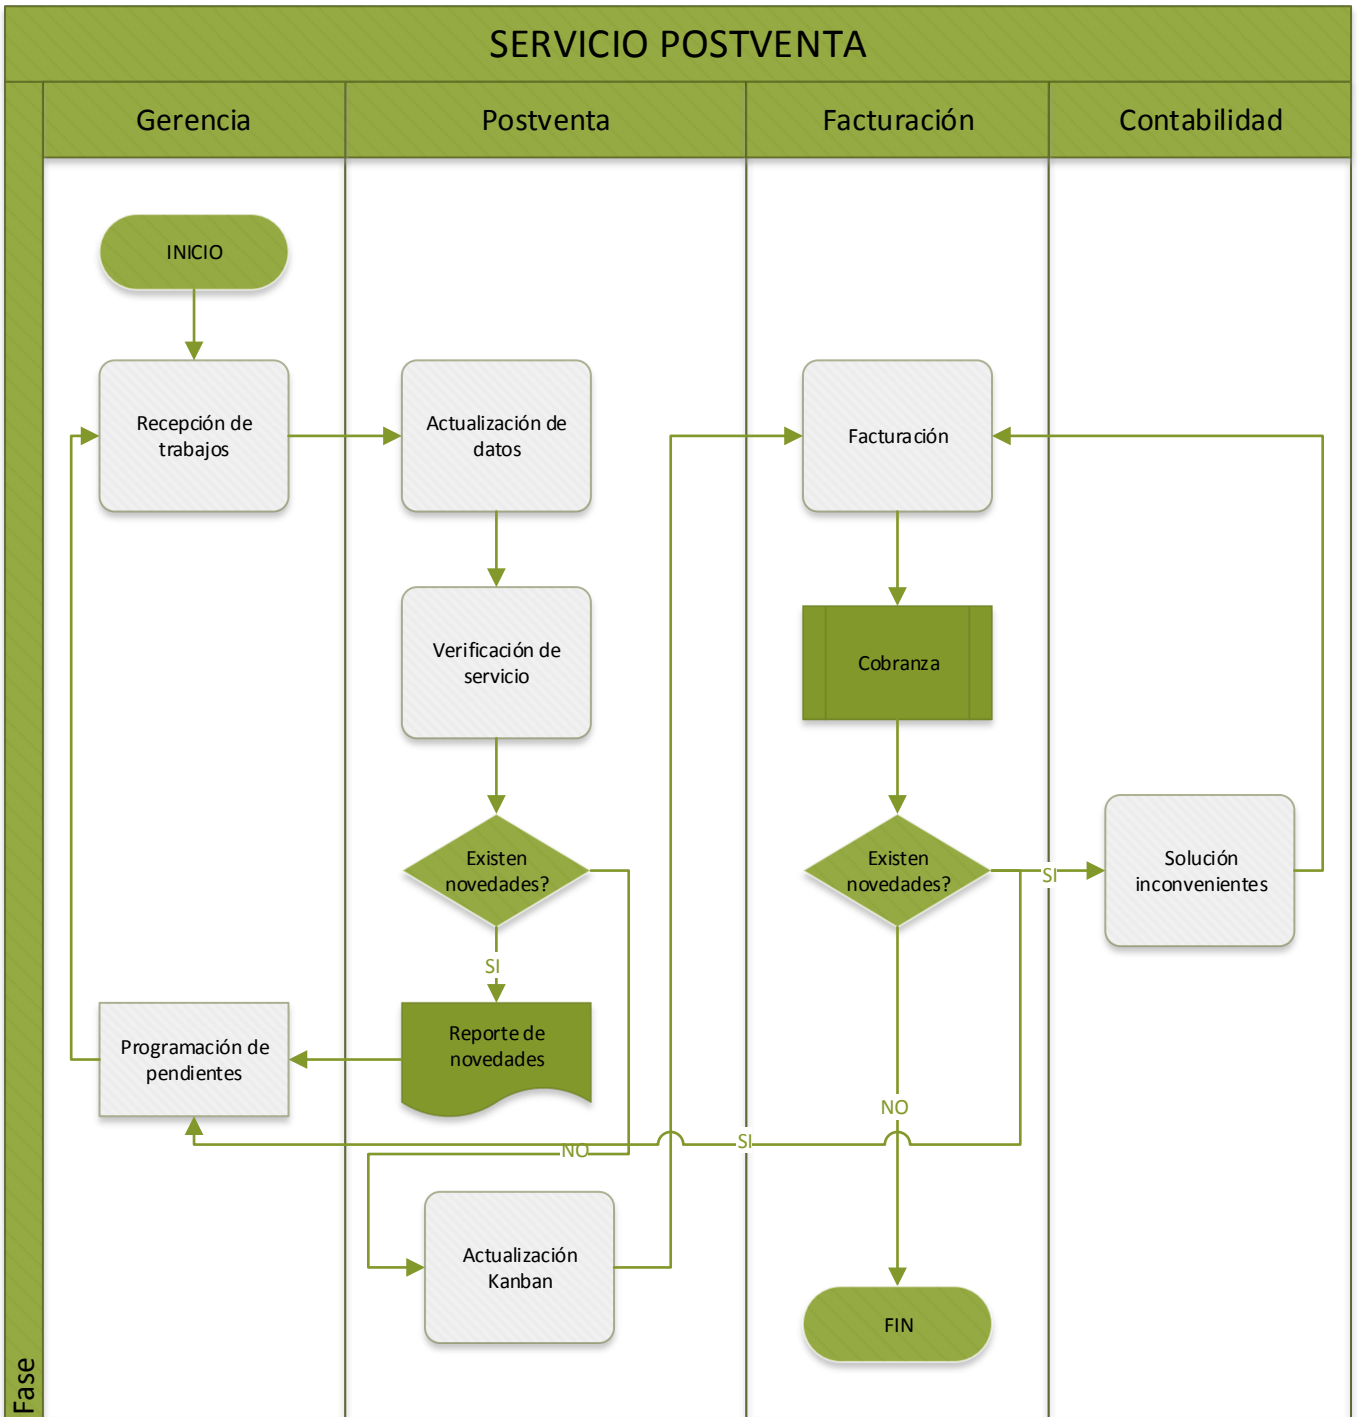 SERVICIO POSTVENTA
Gerencia
Postventa
Facturación
Contabilidad
Fase
INICIO
Recepción de
trabajos
Actualización de
datos
Facturación
Verificación de
servicio
Cobranza
Existen
novedades?
Existen
novedades?
SI
Solución
inconvenientes
SI
Programación de
pendientes
Reporte de
novedades
NO
SI
NO
Actualización
Kanban
FIN